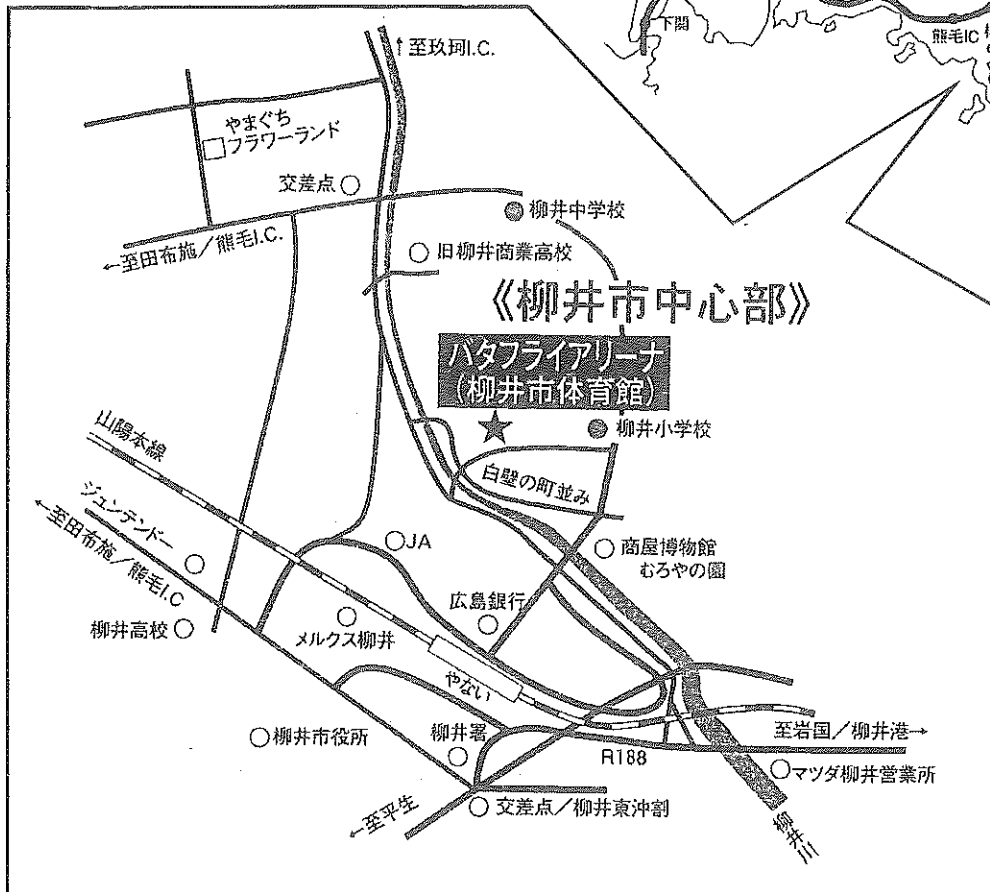 下関
熊毛IC
↑至玖珂I.C.
やまぐち
フラワーランド
交差点
柳井中学校
←至田布施／熊毛I.C.
旧柳井商業高校
《柳井市中心部》
バタフライアリーナ
(柳井市体育館)
柳井小学校
山陽本線
白壁の町並み
ジュンテンドー
←至田布施／熊毛I.C
JA
商屋博物館
むろやの園
広島銀行
柳井高校
メルクス柳井
やない
柳井市役所
柳井署
至岩国／柳井港→
R188
マツダ柳井営業所
交差点／柳井東沖割
←至平生
柳井川